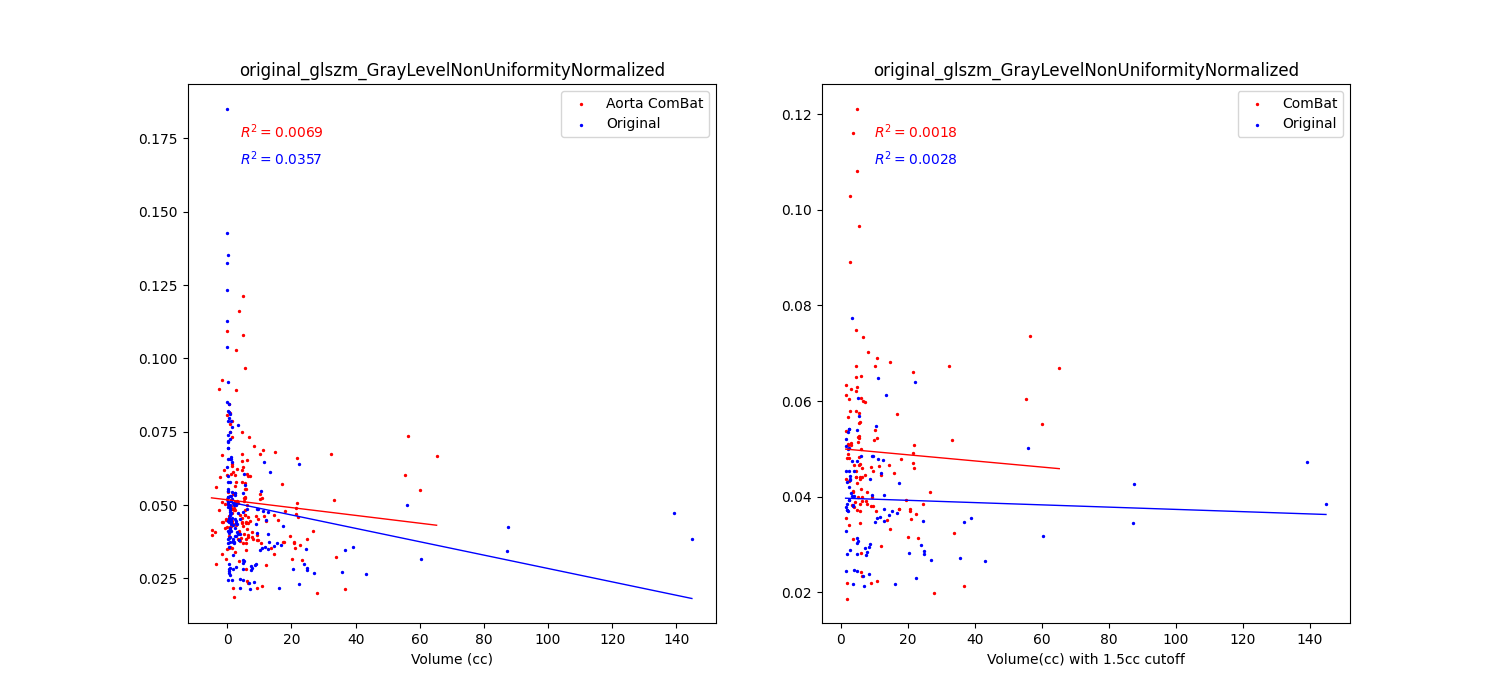 original_glszm_GrayLevelNonUniformityNormalized
Aorta ComBat
Original
R² = 0.0069
R² = 0.0357
0.175
0.150
0.125
0.100
0.075
0.050
0.025
0 20 40 60 80 100 120 140
Volume (cc)
original_glszm_GrayLevelNonUniformityNormalized
ComBat
Original
R² = 0.0018
R² = 0.0028
0.12
0.10
0.08
0.06
0.04
0.02
0 20 40 60 80 100 120 140
Volume(cc) with 1.5cc cutoff